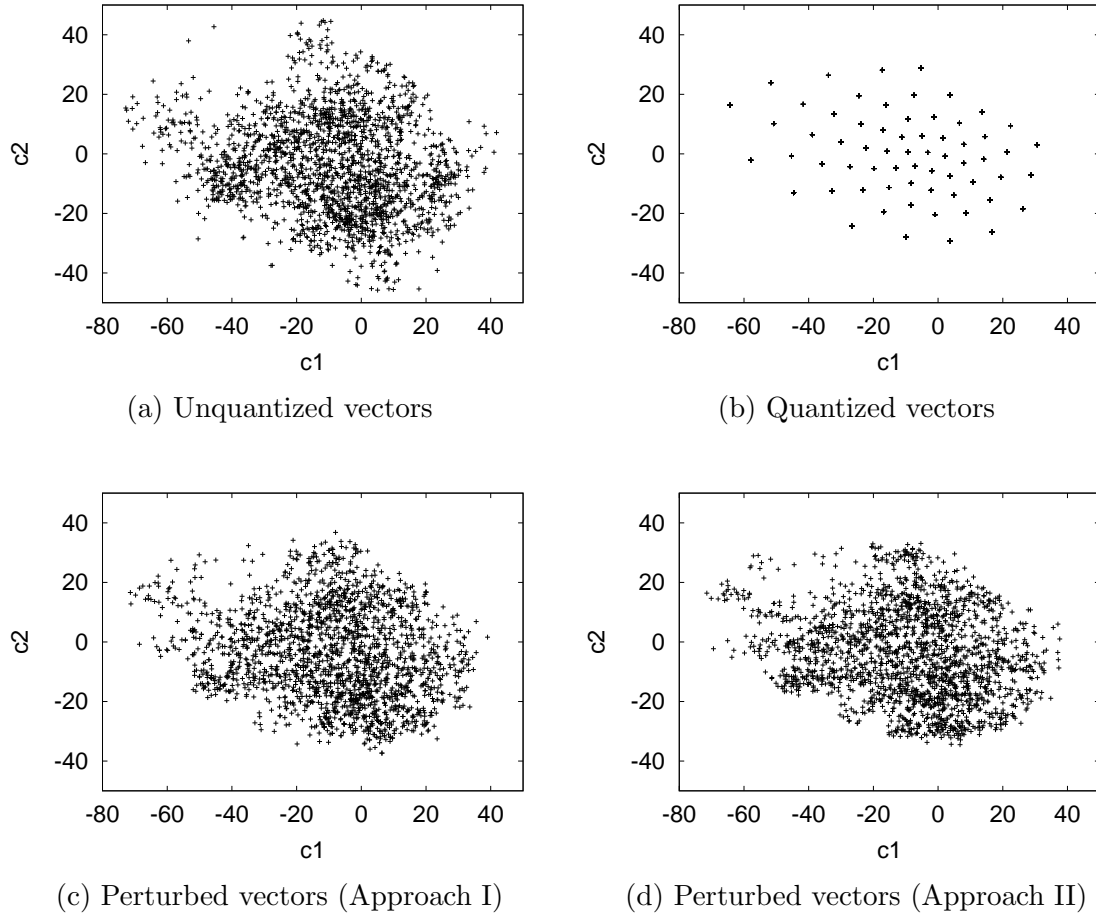 40
20
0
-20
-40
c2
-80 -60 -40 -20 0 20 40
c1
(a) Unquantized vectors
40
20
0
-20
-40
c2
-80 -60 -40 -20 0 20 40
c1
(b) Quantized vectors
40
20
0
-20
-40
c2
-80 -60 -40 -20 0 20 40
c1
(c) Perturbed vectors (Approach I)
40
20
0
-20
-40
c2
-80 -60 -40 -20 0 20 40
c1
(d) Perturbed vectors (Approach II)